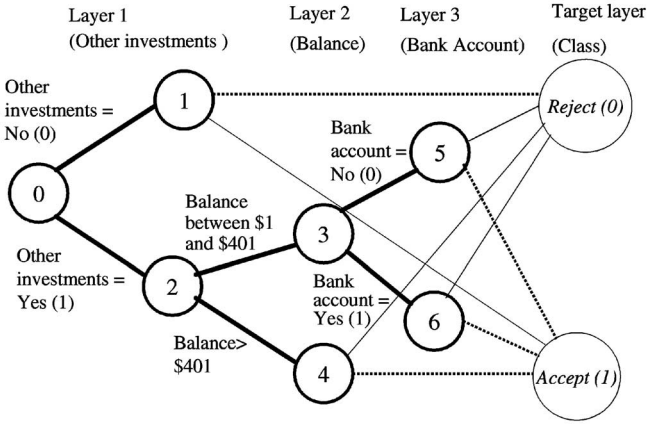 Layer 1
(Other investments )
Layer 2
(Balance)
Layer 3
(Bank Account)
Target layer
(Class)
Other
investments =
No (0)
1
Reject (0)
Bank
account =
No (0)
5
0
Balance
between $1
and $401
3
Other
investments =
Yes (1)
2
Bank
account =
Yes (1)
6
Balance>
$401
4
Accept (1)